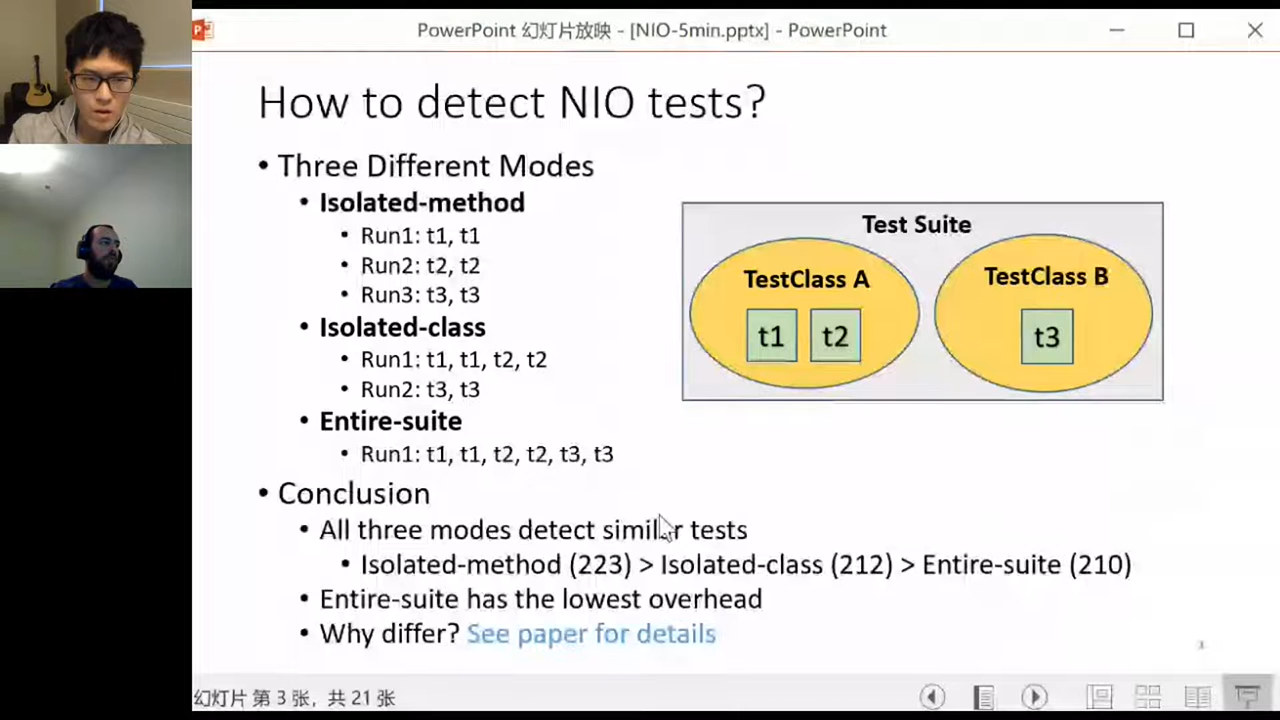 PowerPoint 幻灯片放映 - [NIO-5min.pptx] - PowerPoint
How to detect NIO tests?
• Three Different Modes
• Isolated-method
• Run1: t1, t1
• Run2: t2, t2
• Run3: t3, t3
• Isolated-class
• Run1: t1, t1, t2, t2
• Run2: t3, t3
• Entire-suite
• Run1: t1, t1, t2, t2, t3, t3
Test Suite
TestClass A
TestClass B
t1 t2
t3
• Conclusion
• All three modes detect similar tests
• Isolated-method (223) > Isolated-class (212) > Entire-suite (210)
• Entire-suite has the lowest overhead
• Why differ? See paper for details
幻灯片 第 3 张，共 21 张